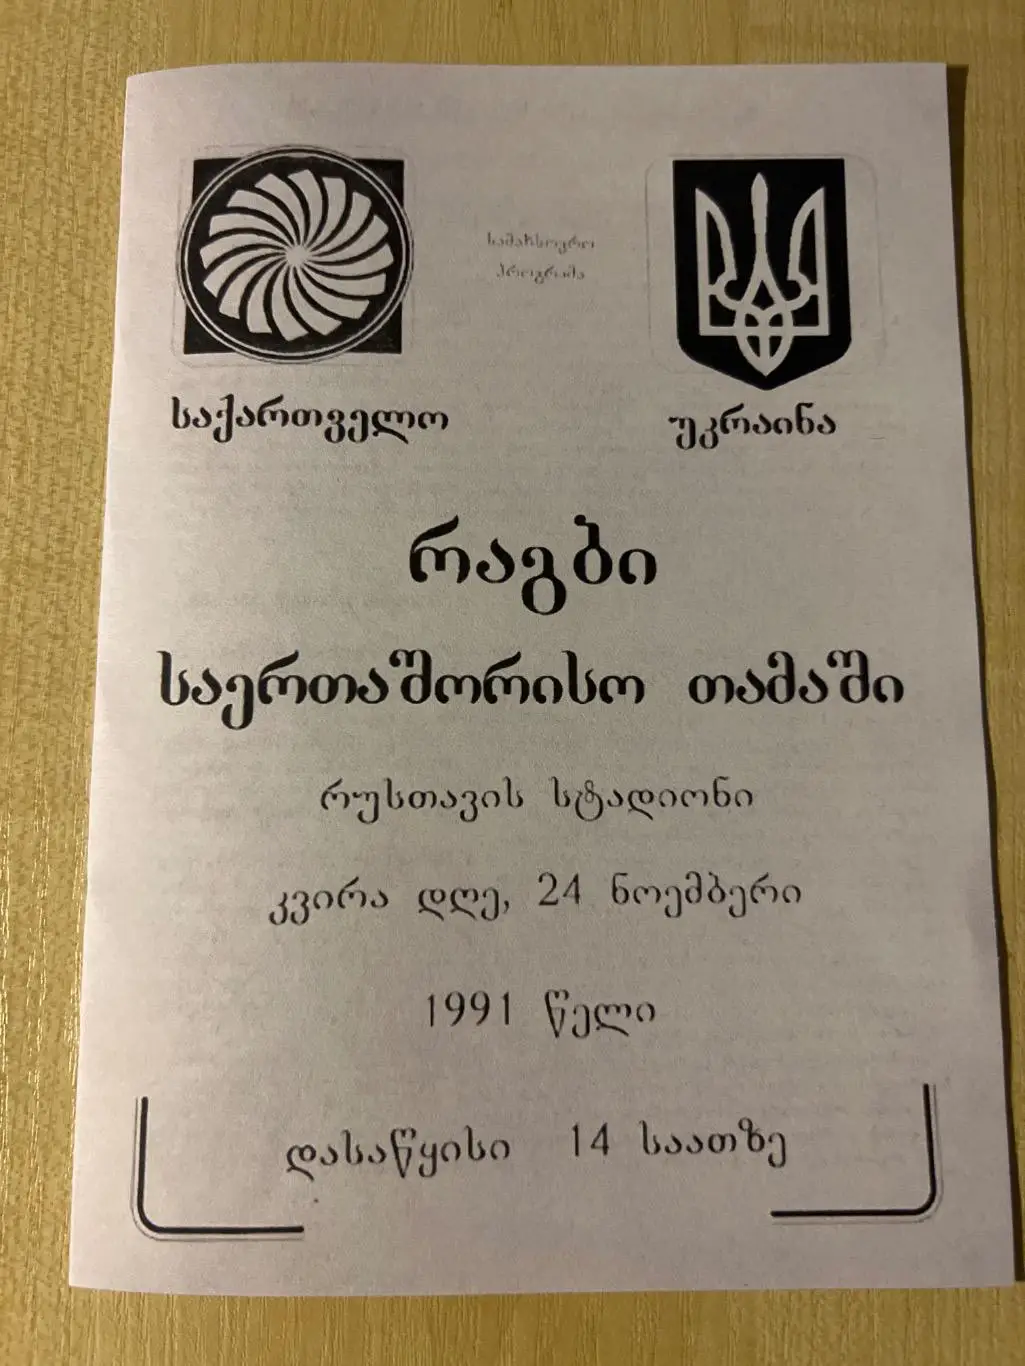 სამახსოვრო
პროგრამა
საქართველო
უკრაინა
რაგბი
საერთაშორისო თამაში
რუსთავის სტადიონი
კვირა დღე, 24 ნოემბერი
1991 წელი
დასაწყისი 14 საათზე